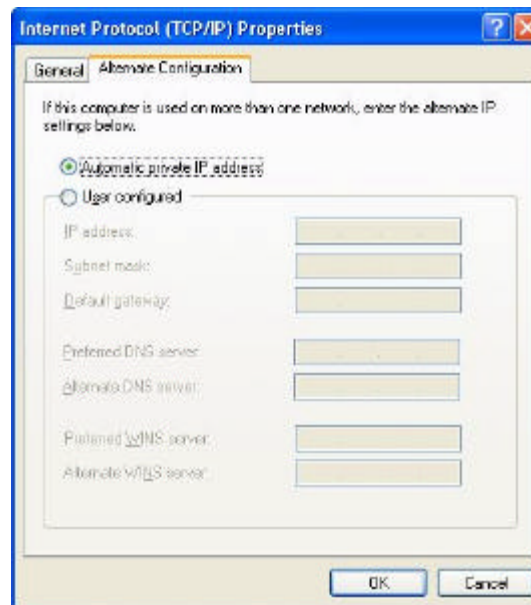 Internet Protocol (TCP/IP) Properties
General
Alternate Configuration
If this computer is used on more than one network, enter the alternate IP
settings below.
Automatic private IP address
User configured
IP address:
Subnet mask:
Default gateway:
Preferred DNS server:
Alternate DNS server:
Preferred WINS server:
Alternate WINS server:
OK
Cancel